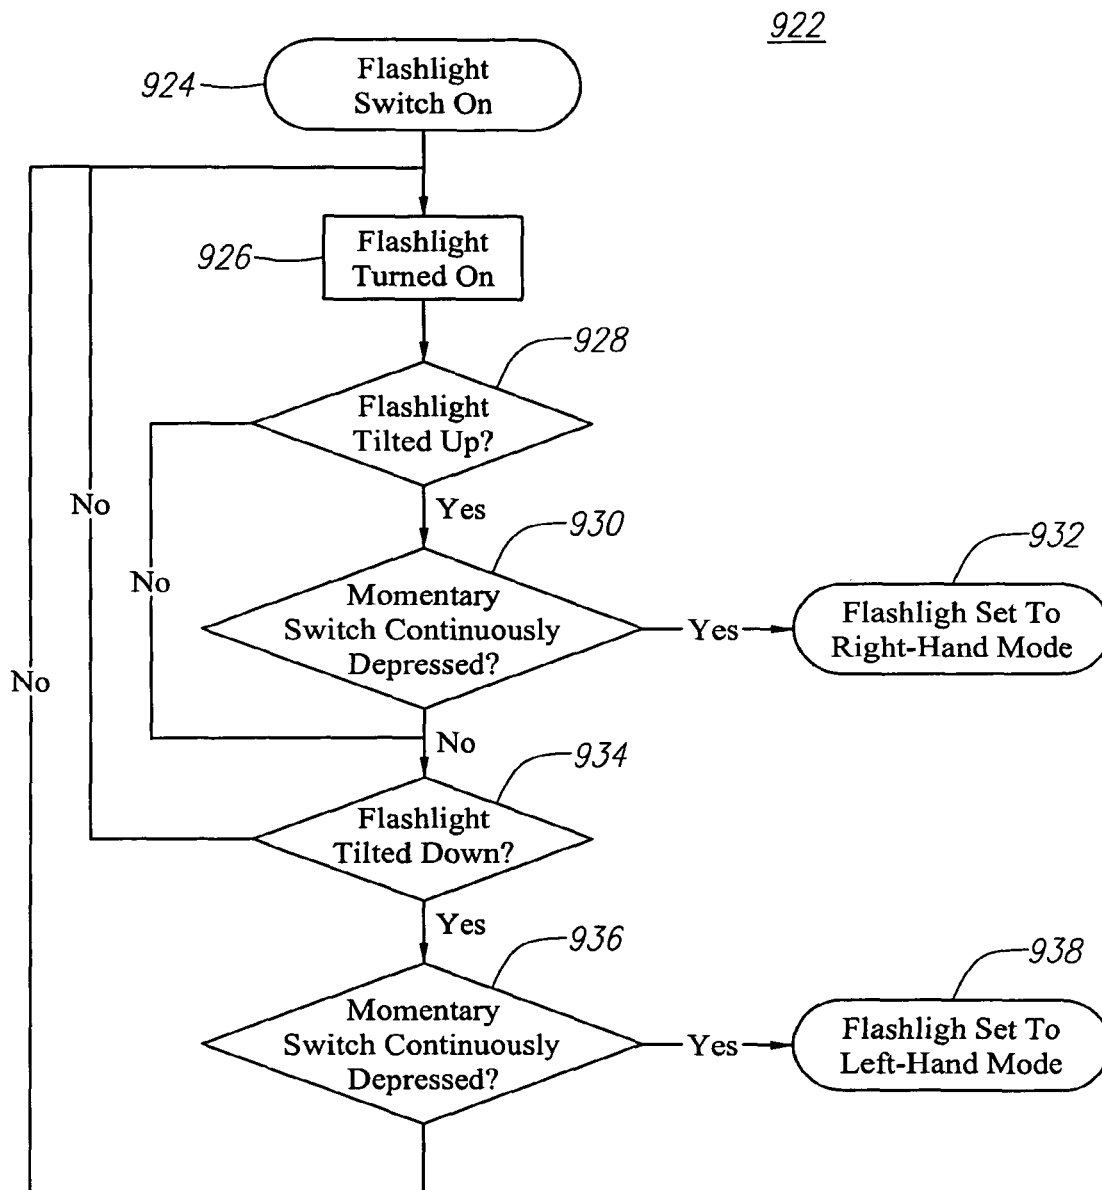 922
924
Flashlight
Switch On
926
Flashlight
Turned On
928
Flashlight
Tilted Up?
No
Yes
930
932
No
Momentary
Switch Continuously
Depressed?
Yes
Flashligh Set To
Right-Hand Mode
No
No
934
Flashlight
Tilted Down?
Yes
936
938
Momentary
Switch Continuously
Depressed?
Yes
Flashligh Set To
Left-Hand Mode